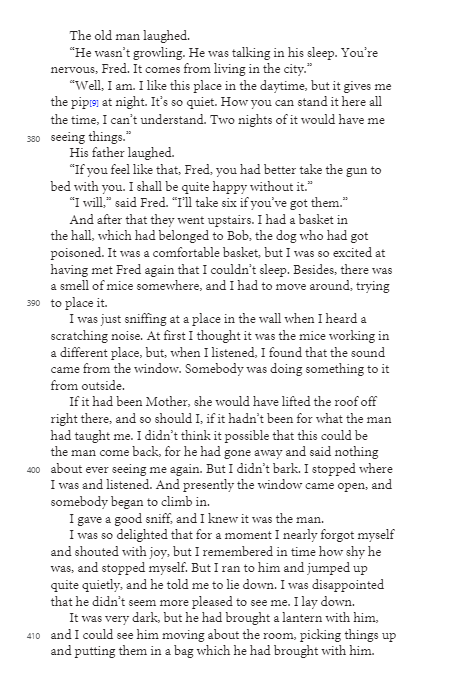 The old man laughed.
“He wasn’t growling. He was talking in his sleep. You’re
nervous, Fred. It comes from living in the city.”
“Well, I am. I like this place in the daytime, but it gives me
the pip[9] at night. It’s so quiet. How you can stand it here all
the time, I can’t understand. Two nights of it would have me
380 seeing things.”
His father laughed.
“If you feel like that, Fred, you had better take the gun to
bed with you. I shall be quite happy without it.”
“I will,” said Fred. “I’ll take six if you’ve got them.”
And after that they went upstairs. I had a basket in
the hall, which had belonged to Bob, the dog who had got
poisoned. It was a comfortable basket, but I was so excited at
having met Fred again that I couldn’t sleep. Besides, there was
a smell of mice somewhere, and I had to move around, trying
390 to place it.
I was just sniffing at a place in the wall when I heard a
scratching noise. At first I thought it was the mice working in
a different place, but, when I listened, I found that the sound
came from the window. Somebody was doing something to it
from outside.
If it had been Mother, she would have lifted the roof off
right there, and so should I, if it hadn’t been for what the man
had taught me. I didn’t think it possible that this could be
the man come back, for he had gone away and said nothing
400 about ever seeing me again. But I didn’t bark. I stopped where
I was and listened. And presently the window came open, and
somebody began to climb in.
I gave a good sniff, and I knew it was the man.
I was so delighted that for a moment I nearly forgot myself
and shouted with joy, but I remembered in time how shy he
was, and stopped myself. But I ran to him and jumped up
quite quietly, and he told me to lie down. I was disappointed
that he didn’t seem more pleased to see me. I lay down.
It was very dark, but he had brought a lantern with him,
410 and I could see him moving about the room, picking things up
and putting them in a bag which he had brought with him.